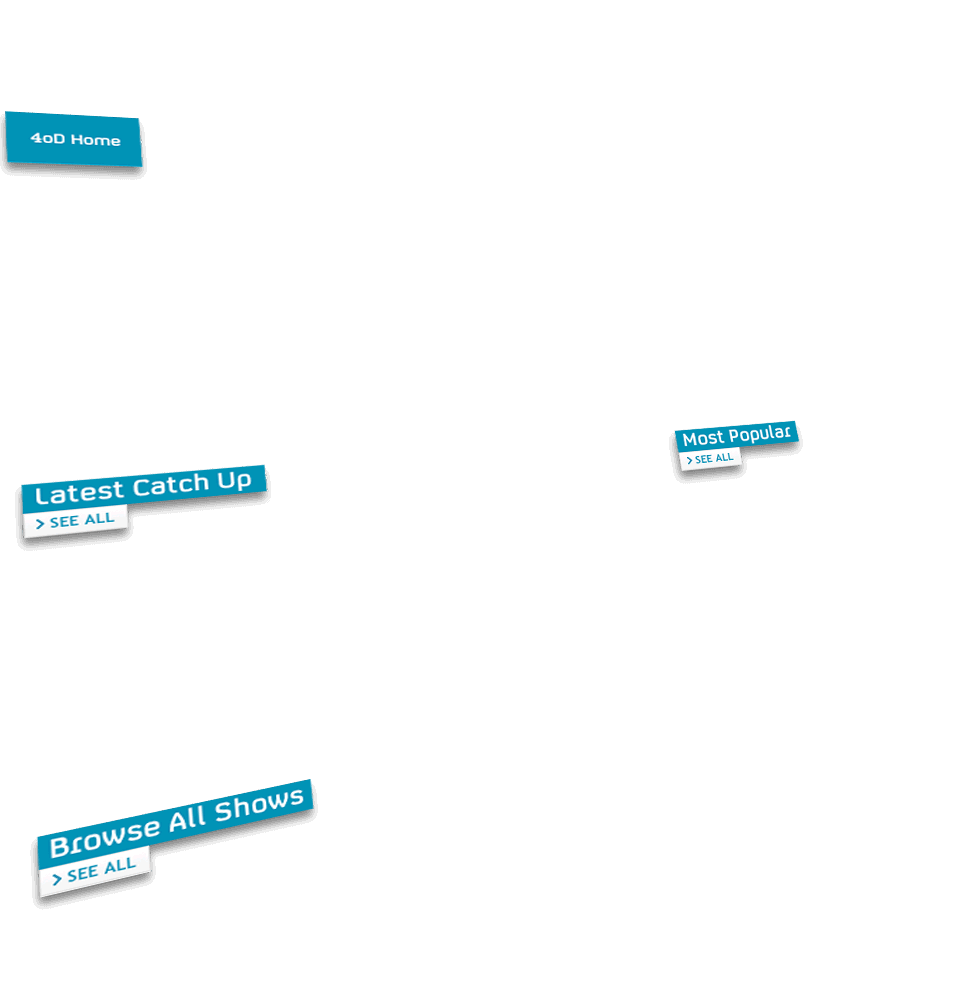 4oD Home
Most Popular
> SEE ALL
Latest Catch Up
> SEE ALL
Browse All Shows
> SEE ALL